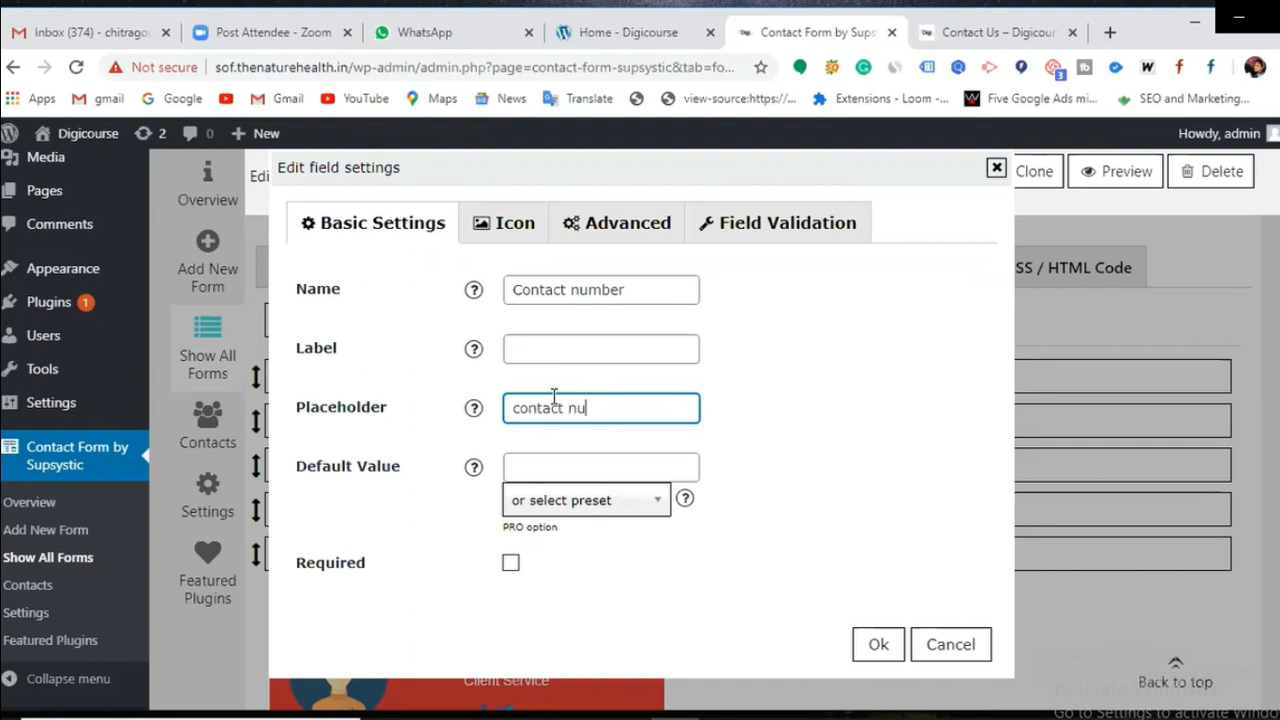 Inbox (374) - chitrago
Post Attendee - Zoom
WhatsApp
Home - Digicourse
Contact Form by Sups
Contact Us – Digicour
Not secure
sof.thenaturehealth.in/wp-admin/admin.php?page=contact-form-supsystic&tab=fo...
3
Apps
gmail
Google
Gmail
YouTube
Maps
News
Translate
view-source:https://...
Extensions - Loom -...
Five Google Ads mi...
SEO and Marketing...
Digicourse
2
0
New
Howdy, admin
Media
Pages
Comments
Appearance
Plugins 1
Users
Tools
Settings
Contact Form by
Supsystic
Overview
Add New Form
Show All Forms
Contacts
Settings
Featured Plugins
Collapse menu
Overview
Add New
Form
Show All
Forms
Contacts
Settings
Featured
Plugins
Edi
Clone
Preview
Delete
SS / HTML Code
Edit field settings
Basic Settings
Icon
Advanced
Field Validation
Name
?
Contact number
Label
?
Placeholder
?
contact nu
Default Value
?
or select preset
?
PRO option
Required
Ok
Cancel
Client Service
Back to top
Activate Windows
Go to Settings to activate Windo